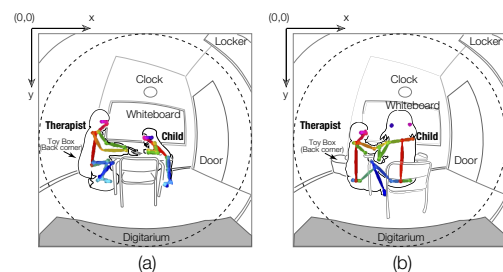 (0,0)
x
y
Locker
Clock
Whiteboard
Therapist
Child
Toy Box
(Back corner)
Door
Digitarium
(a)
(0,0)
x
y
Locker
Clock
Whiteboard
Therapist
Child
Toy Box
(Back corner)
Door
Digitarium
(b)